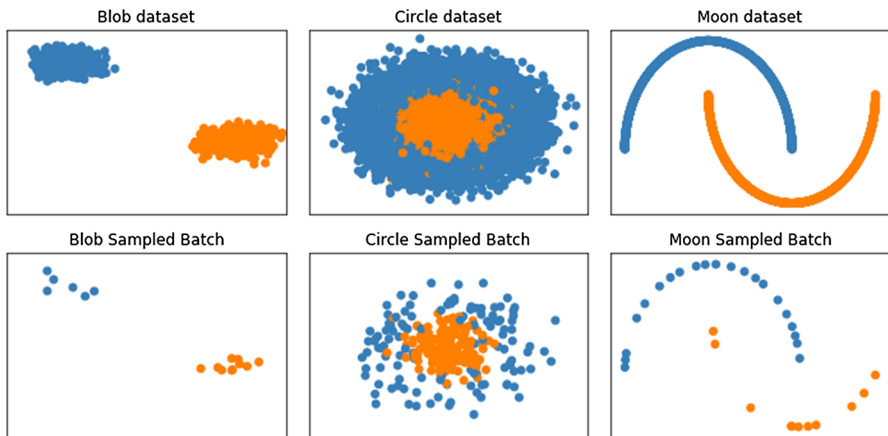 Blob dataset
Circle dataset
Moon dataset
Blob Sampled Batch
Circle Sampled Batch
Moon Sampled Batch